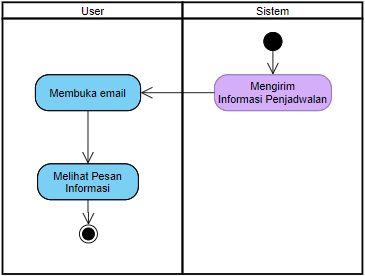 User
Sistem
Mengirim
Informasi Penjadwalan
Membuka email
Melihat Pesan
Informasi